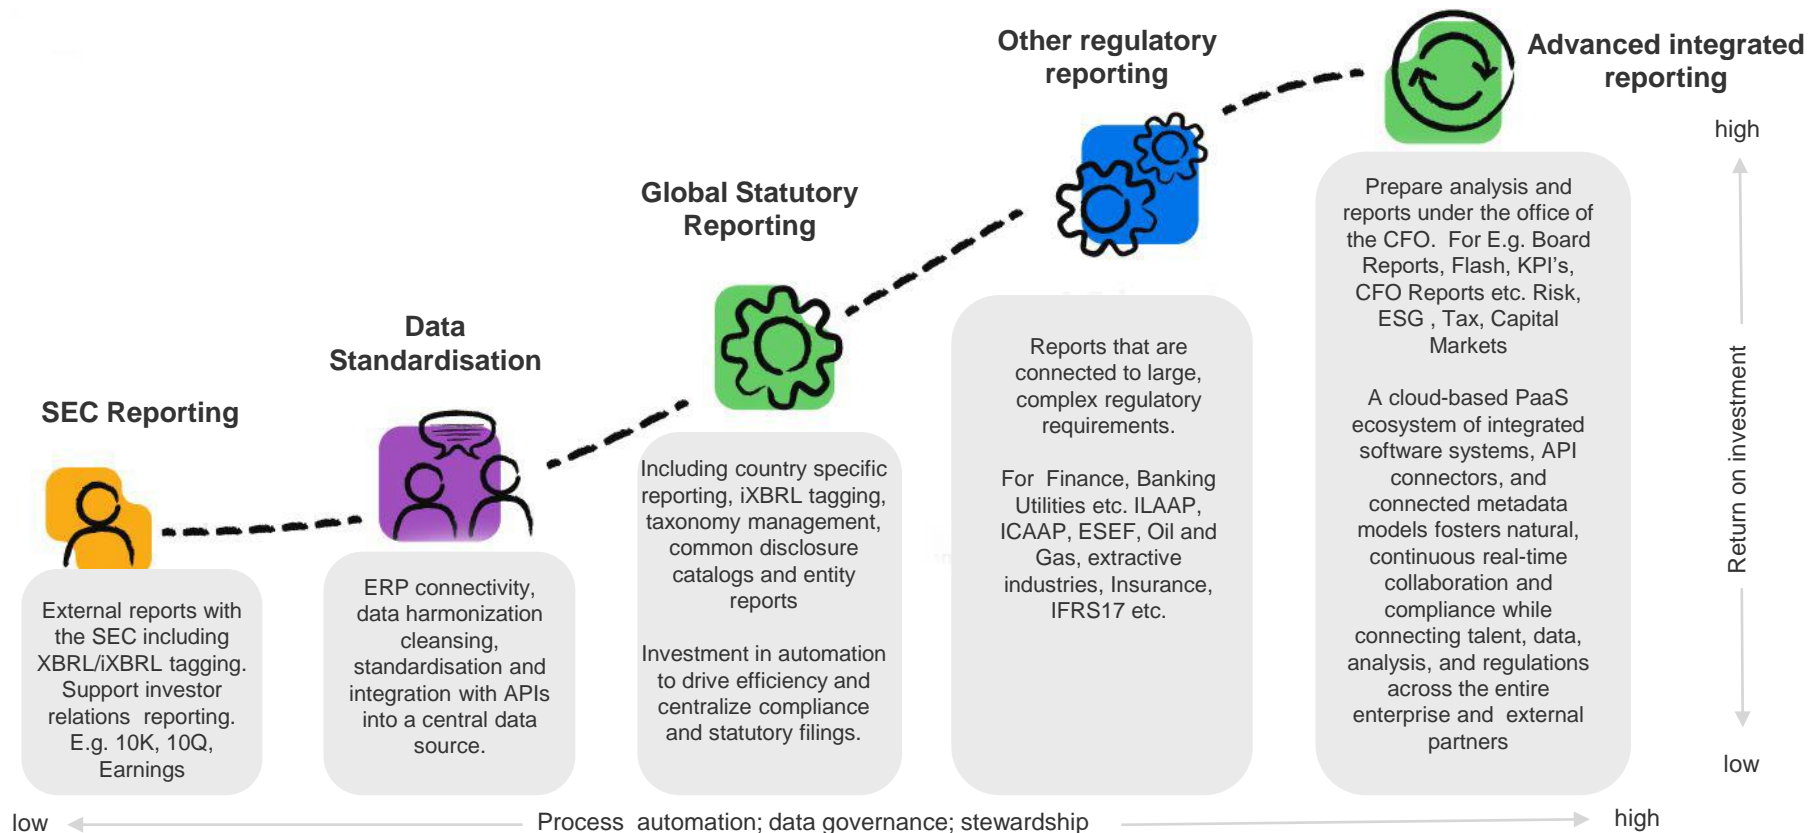 SEC Reporting
External reports with
the SEC including
XBRL/iXBRL tagging.
Support investor
relations  reporting.
E.g. 10K, 10Q,
Earnings
Data
Standardisation
ERP connectivity,
data harmonization
cleansing,
standardisation and
integration with APIs
into a central data
source.
Global Statutory
Reporting
Including country specific
reporting, iXBRL tagging,
taxonomy management,
common disclosure
catalogs and entity
reports
Investment in automation
to drive efficiency and
centralize compliance
and statutory filings.
Other regulatory
reporting
Reports that are
connected to large,
complex regulatory
requirements.
For  Finance, Banking
Utilities etc. ILAAP,
ICAAP, ESEF, Oil and
Gas, extractive
industries, Insurance,
IFRS17 etc.
Advanced integrated
reporting
Prepare analysis and
reports under the office of
the CFO.  For E.g. Board
Reports, Flash, KPI’s,
CFO Reports etc. Risk,
ESG , Tax, Capital
Markets
A cloud-based PaaS
ecosystem of integrated
software systems, API
connectors, and
connected metadata
models fosters natural,
continuous real-time
collaboration and
compliance while
connecting talent, data,
analysis, and regulations
across the entire
enterprise and  external
partners
high
Return on investment
low
low
Process  automation; data governance; stewardship
high